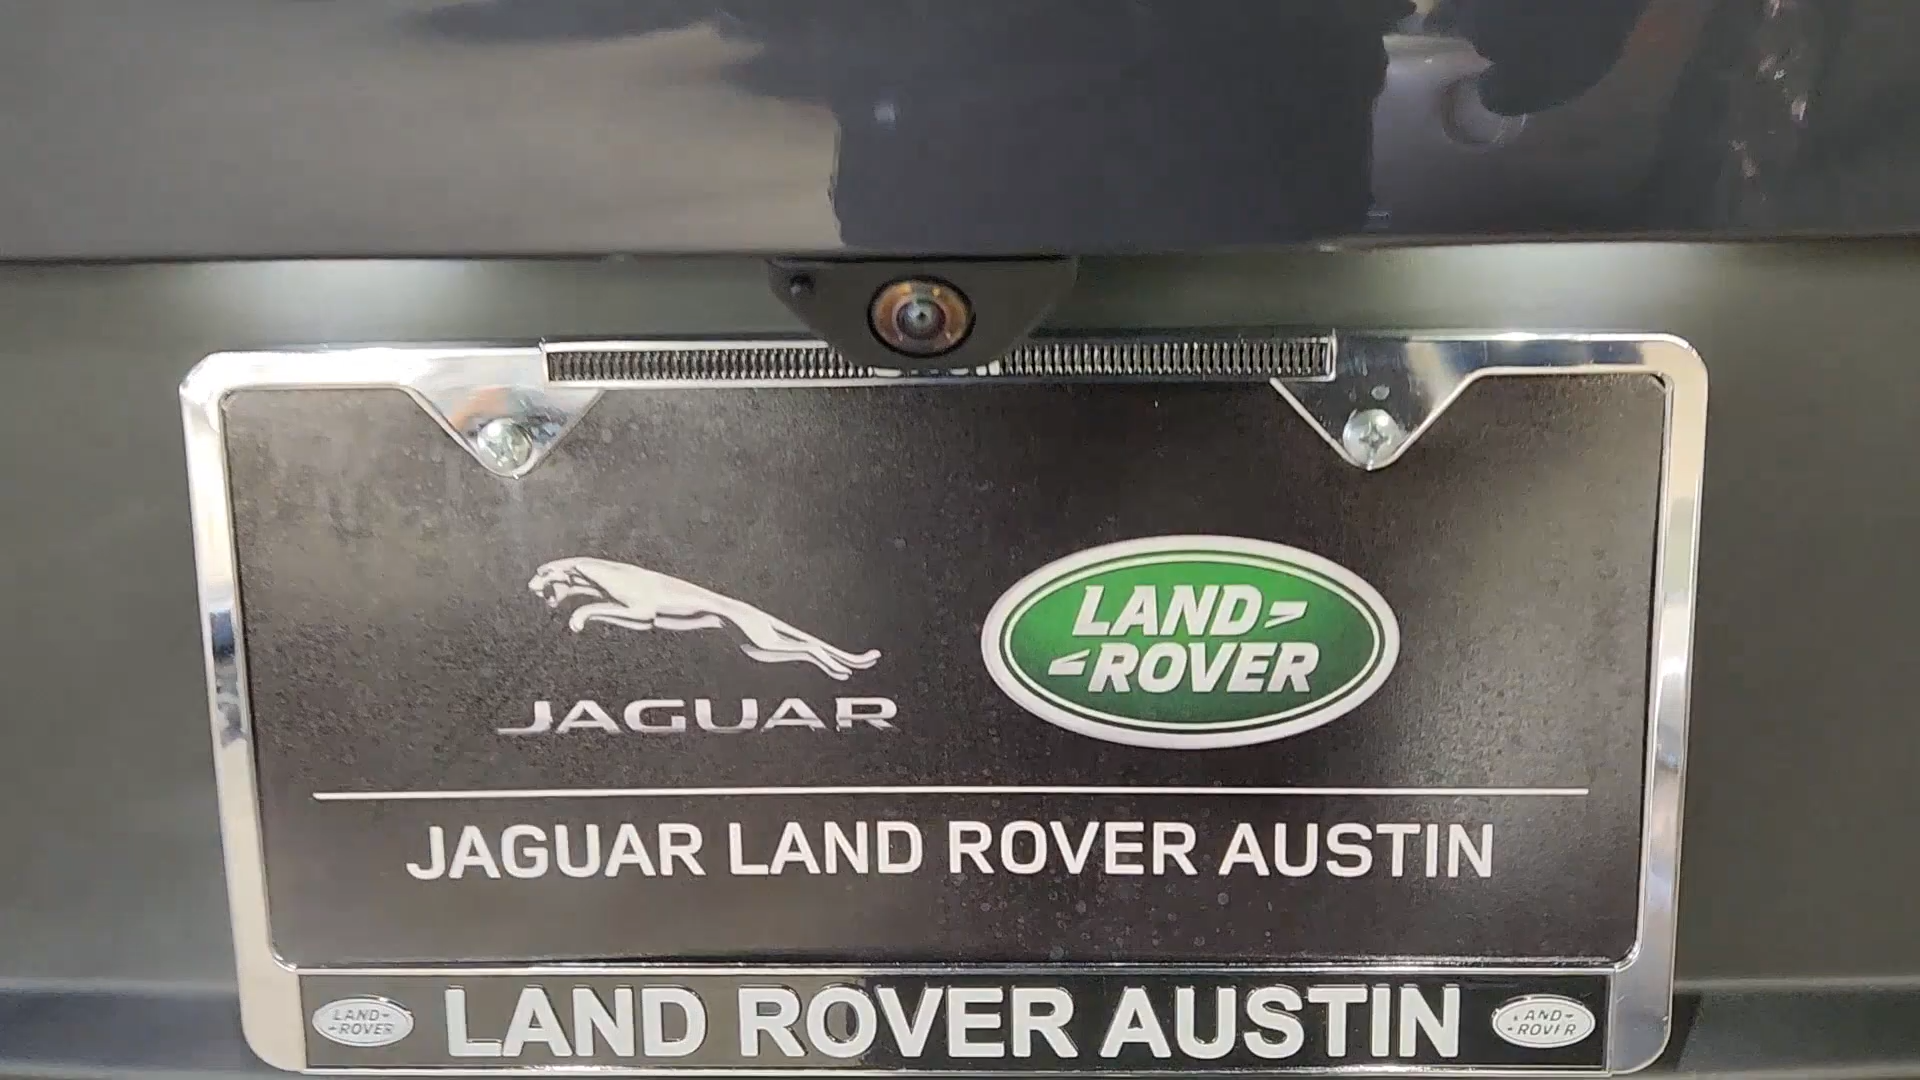 LAND
ROVER
JAGUAR
JAGUAR LAND ROVER AUSTIN
LAND ROVER
LAND ROVER AUSTIN
LAND ROVER